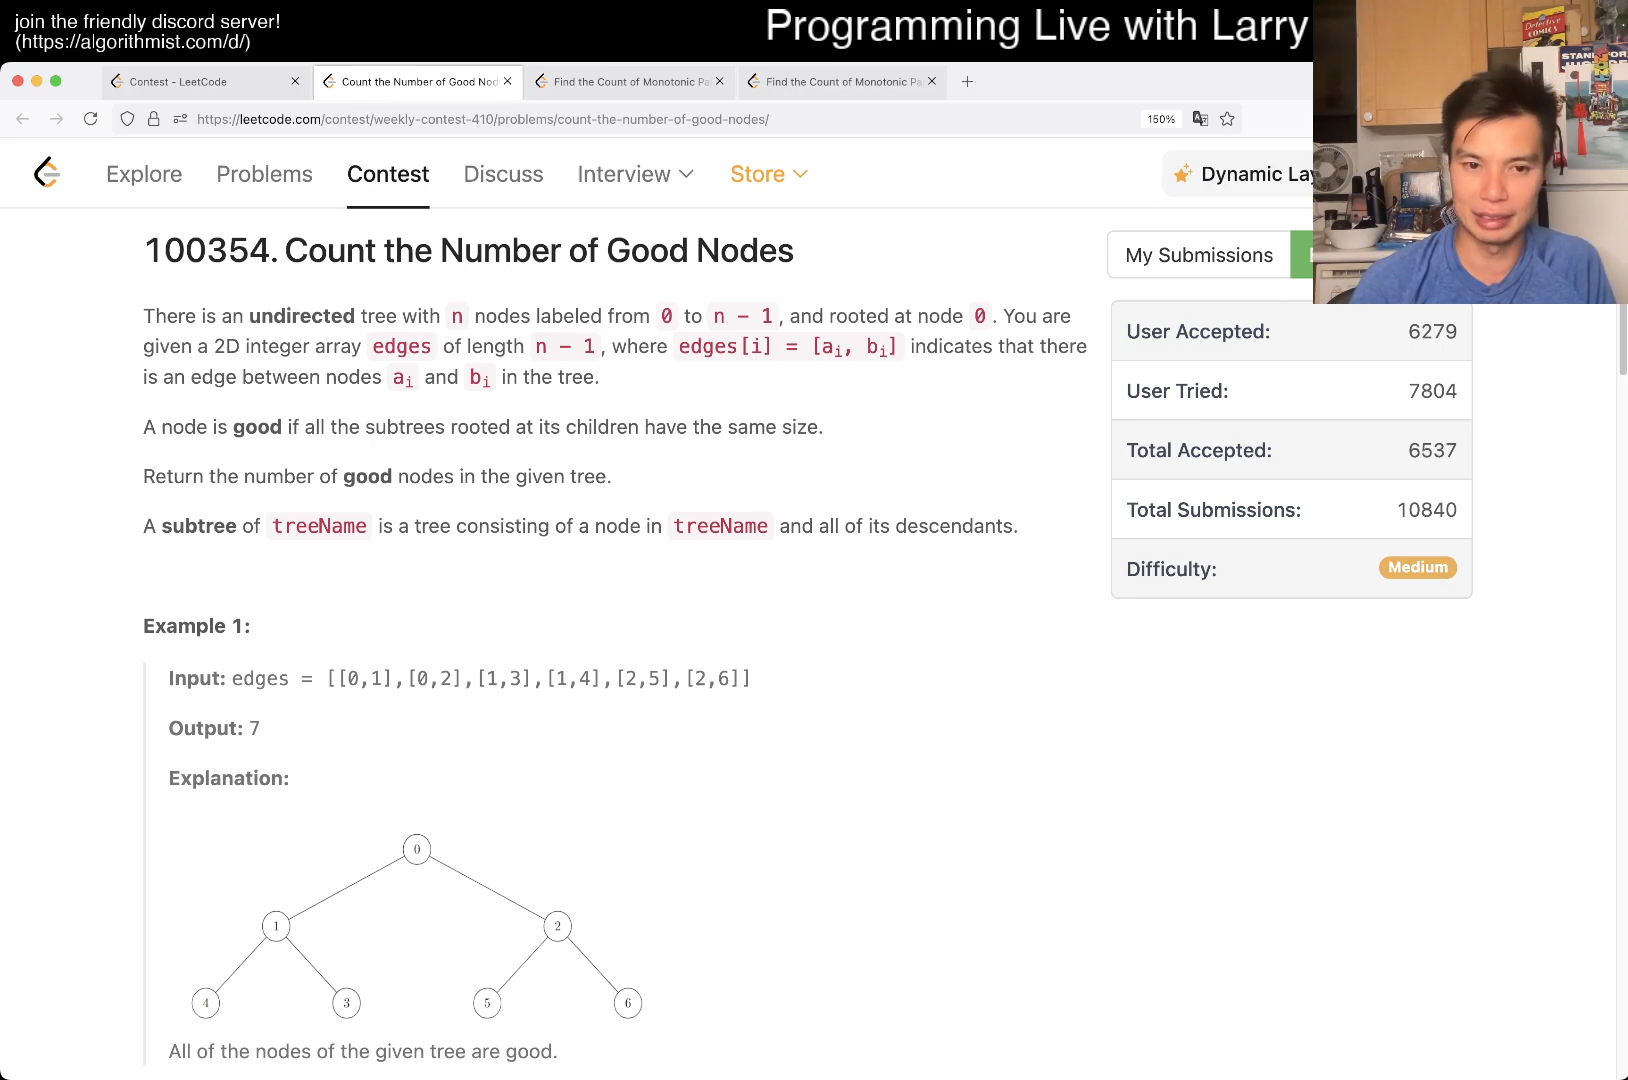 join the friendly discord server!
(https://algorithmist.com/d/)
Programming Live with Larry
Contest - LeetCode
Count the Number of Good Nod
Find the Count of Monotonic Pa
Find the Count of Monotonic Pa
https://leetcode.com/contest/weekly-contest-410/problems/count-the-number-of-good-nodes/
150%
Explore
Problems
Contest
Discuss
Interview
Store
Dynamic Lay
100354. Count the Number of Good Nodes
My Submissions
There is an undirected tree with n nodes labeled from 0 to n - 1, and rooted at node 0. You are
given a 2D integer array edges of length n - 1, where edges[i] = [ai, bi] indicates that there
is an edge between nodes ai and bi in the tree.
A node is good if all the subtrees rooted at its children have the same size.
Return the number of good nodes in the given tree.
A subtree of treeName is a tree consisting of a node in treeName and all of its descendants.
User Accepted: 6279
User Tried: 7804
Total Accepted: 6537
Total Submissions: 10840
Difficulty: Medium
Example 1:
Input: edges = [[0,1],[0,2],[1,3],[1,4],[2,5],[2,6]]
Output: 7
Explanation:
0
1 2
4 3 5 6
All of the nodes of the given tree are good.